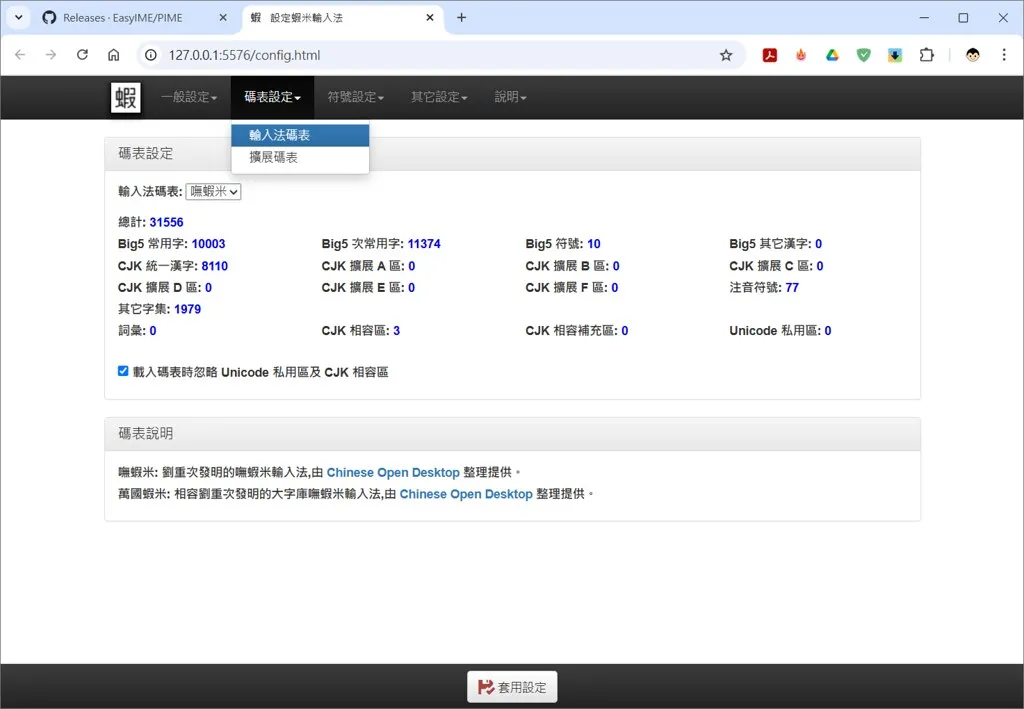 Releases · EasyIME/PIME
蝦 設定蝦米輸入法
127.0.0.1:5576/config.html
蝦 一般設定 碼表設定 符號設定 其它設定 說明
輸入法碼表
擴展碼表
碼表設定
輸入法碼表: 嘸蝦米
總計: 31556
Big5 常用字: 10003 Big5 次常用字: 11374 Big5 符號: 10 Big5 其它漢字: 0
CJK 統一漢字: 8110 CJK 擴展 A 區: 0 CJK 擴展 B 區: 0 CJK 擴展 C 區: 0
CJK 擴展 D 區: 0 CJK 擴展 E 區: 0 CJK 擴展 F 區: 0 注音符號: 77
其它字集: 1979
詞彙: 0 CJK 相容區: 3 CJK 相容補充區: 0 Unicode 私用區: 0
載入碼表時忽略 Unicode 私用區及 CJK 相容區
碼表說明
嘸蝦米: 劉重次發明的嘸蝦米輸入法,由 Chinese Open Desktop 整理提供。
萬國蝦米: 相容劉重次發明的大字庫嘸蝦米輸入法,由 Chinese Open Desktop 整理提供。
套用設定